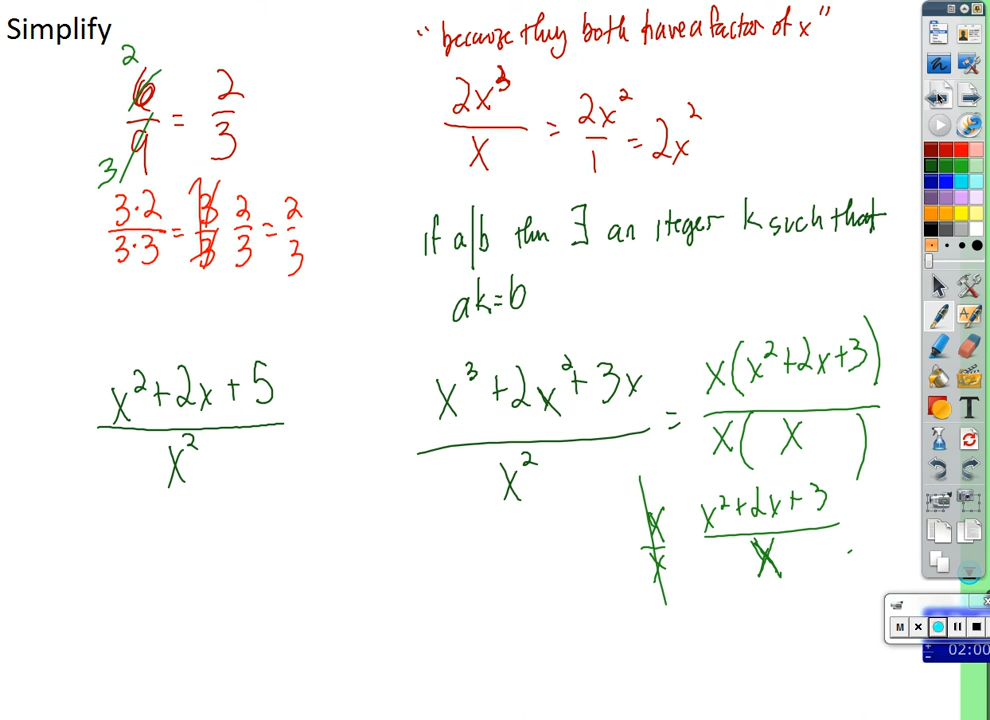 Simplify
"because they both have a factor of x"
2
6/9 = 2/3
3
3·2/3·3 = 3/3 2/3 = 2/3
2x³/x = 2x²/1 = 2x²
if a|b then ∃ an integer k such that
ak=b
x²+2x+5/x²
x³+2x²+3x/x² = x(x²+2x+3)/x( x )
x/x x²+2x+3/x
M
02:00